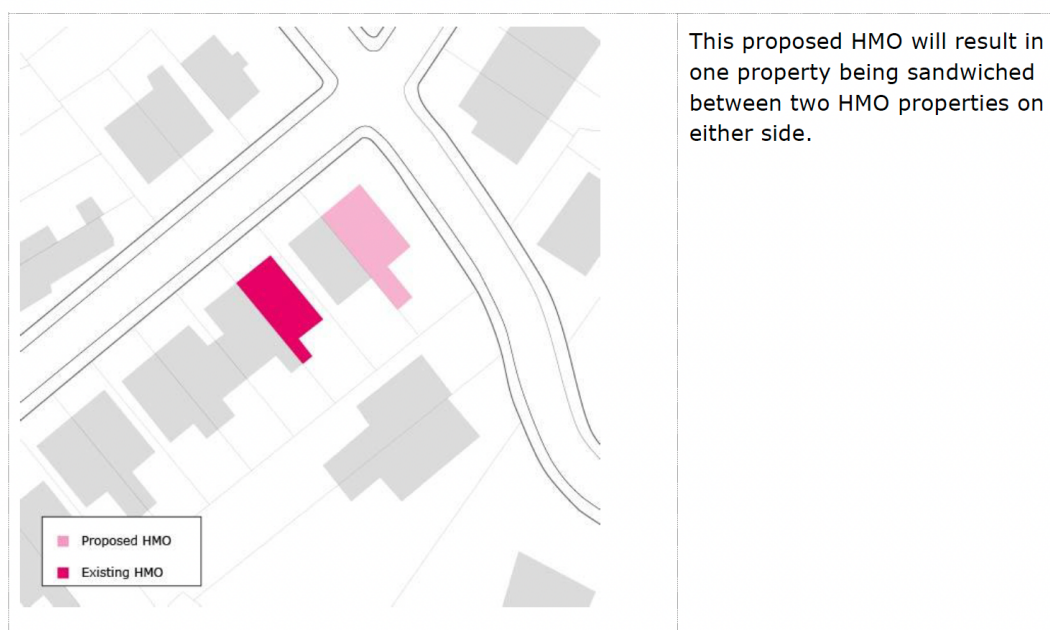 This proposed HMO will result in
one property being sandwiched
between two HMO properties on
either side.
Proposed HMO
Existing HMO